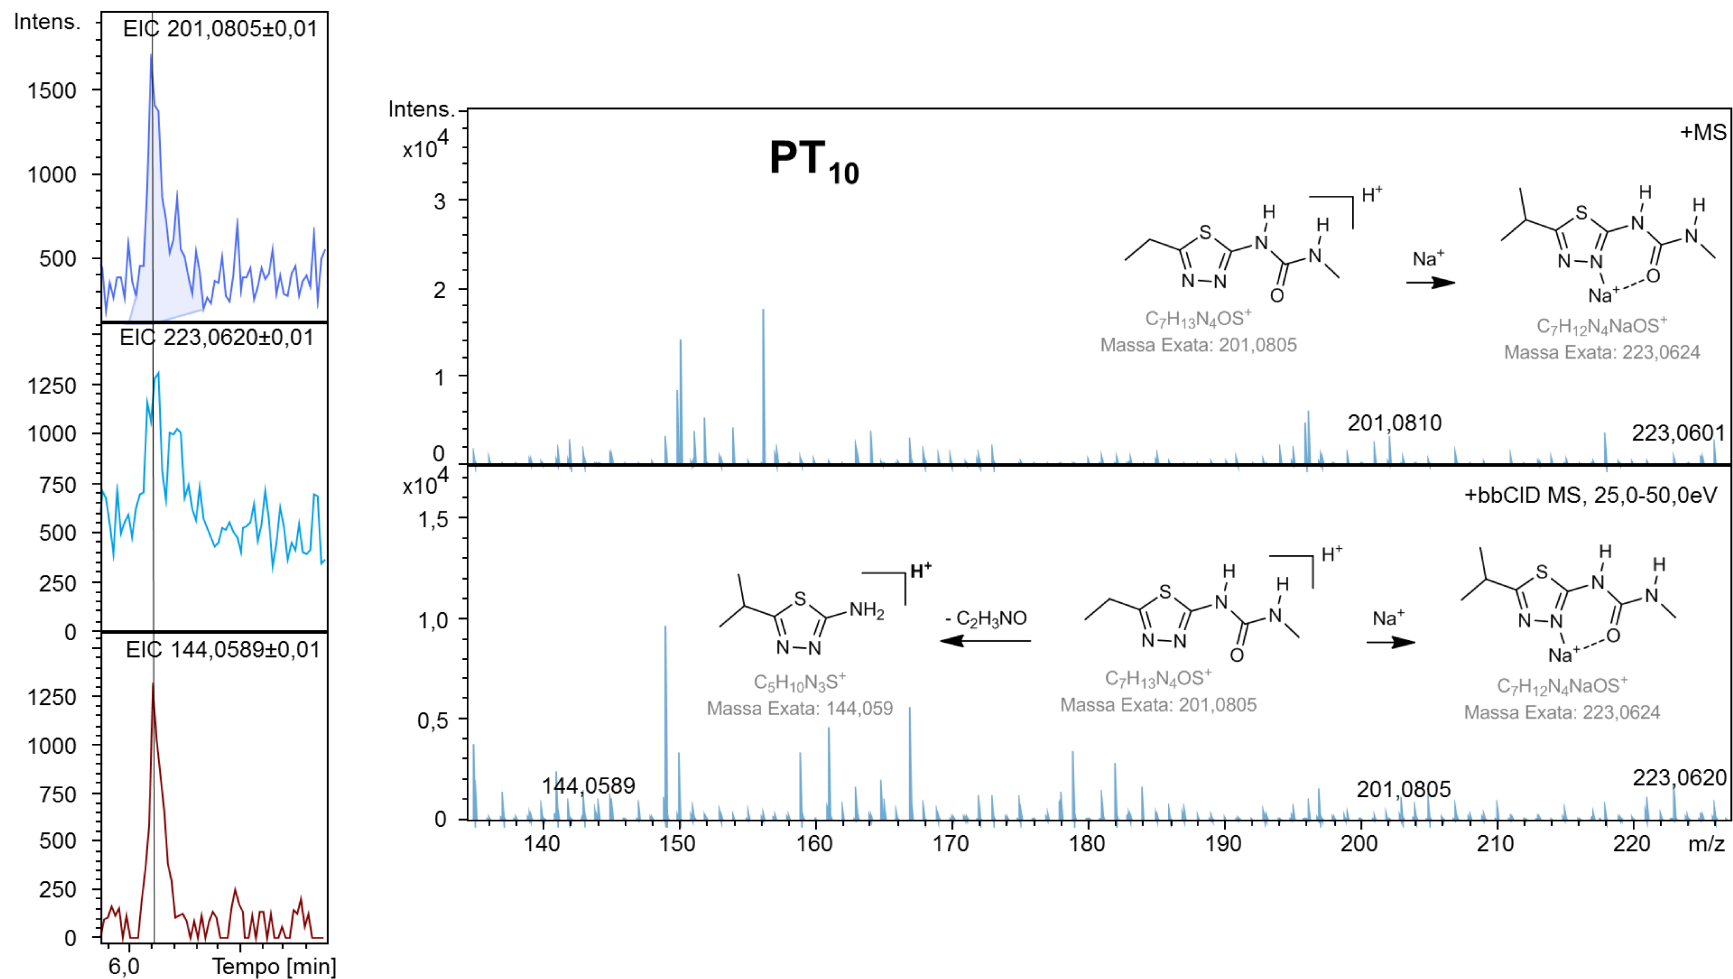 Intens.
EIC 201,0805±0,01
1500
1000
500
EIC 223,0620±0,01
1250
1000
750
500
250
0
EIC 144,0589±0,01
1250
1000
750
500
250
0
6,0
Tempo [min]
Intens.
x10⁴
PT₁₀
+MS
3
2
1
0
H⁺
S
N
H
N
H
N N
O
C₇H₁₃N₄OS⁺
Massa Exata: 201,0805
Na⁺
S
N
H
N
H
N N
O
Na⁺
C₇H₁₂N₄NaOS⁺
Massa Exata: 223,0624
201,0810
223,0601
x10⁴
+bbCID MS, 25,0-50,0eV
1,5
1,0
0,5
0
H⁺
S
NH₂
N N
C₅H₁₀N₃S⁺
Massa Exata: 144,059
- C₂H₃NO
H⁺
S
N
H
N
H
N N
O
C₇H₁₃N₄OS⁺
Massa Exata: 201,0805
Na⁺
S
N
H
N
H
N N
O
Na⁺
C₇H₁₂N₄NaOS⁺
Massa Exata: 223,0624
144,0589
201,0805
223,0620
140 150 160 170 180 190 200 210 220 m/z